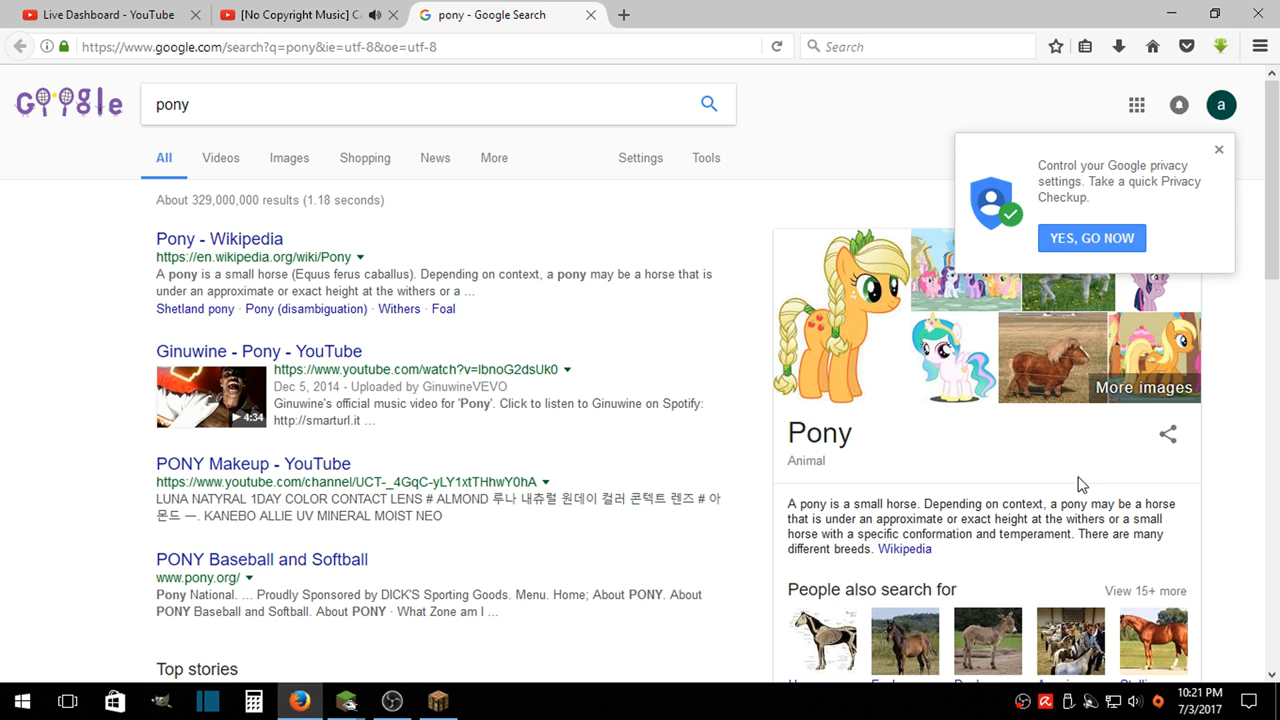 Live Dashboard - YouTube
[No Copyright Music] C
pony - Google Search
https://www.google.com/search?q=pony&ie=utf-8&oe=utf-8
Search
Google
pony
a
All Videos Images Shopping News More Settings Tools
Control your Google privacy
settings. Take a quick Privacy
Checkup.
YES, GO NOW
About 329,000,000 results (1.18 seconds)
Pony - Wikipedia
https://en.wikipedia.org/wiki/Pony
A pony is a small horse (Equus ferus caballus). Depending on context, a pony may be a horse that is
under an approximate or exact height at the withers or a ...
Shetland pony · Pony (disambiguation) · Withers · Foal
Ginuwine - Pony - YouTube
https://www.youtube.com/watch?v=lbnoG2dsUk0
Dec 5, 2014 - Uploaded by GinuwineVEVO
Ginuwine's official music video for 'Pony'. Click to listen to Ginuwine on Spotify:
http://smarturl.it ...
4:34
PONY Makeup - YouTube
https://www.youtube.com/channel/UCT-_4GqC-yLY1xtTHhwY0hA
LUNA NATYRAL 1DAY COLOR CONTACT LENS # ALMOND 루나 내츄럴 원데이 컬러 콘텍트 렌즈 # 아
몬드 ㅡ. KANEBO ALLIE UV MINERAL MOIST NEO
PONY Baseball and Softball
www.pony.org/
Pony National. ... Proudly Sponsored by DICK'S Sporting Goods. Menu. Home; About PONY. About
PONY Baseball and Softball. About PONY · What Zone am I ...
Top stories
More images
Pony
Animal
A pony is a small horse. Depending on context, a pony may be a horse
that is under an approximate or exact height at the withers or a small
horse with a specific conformation and temperament. There are many
different breeds. Wikipedia
People also search for
View 15+ more
10:21 PM
7/3/2017